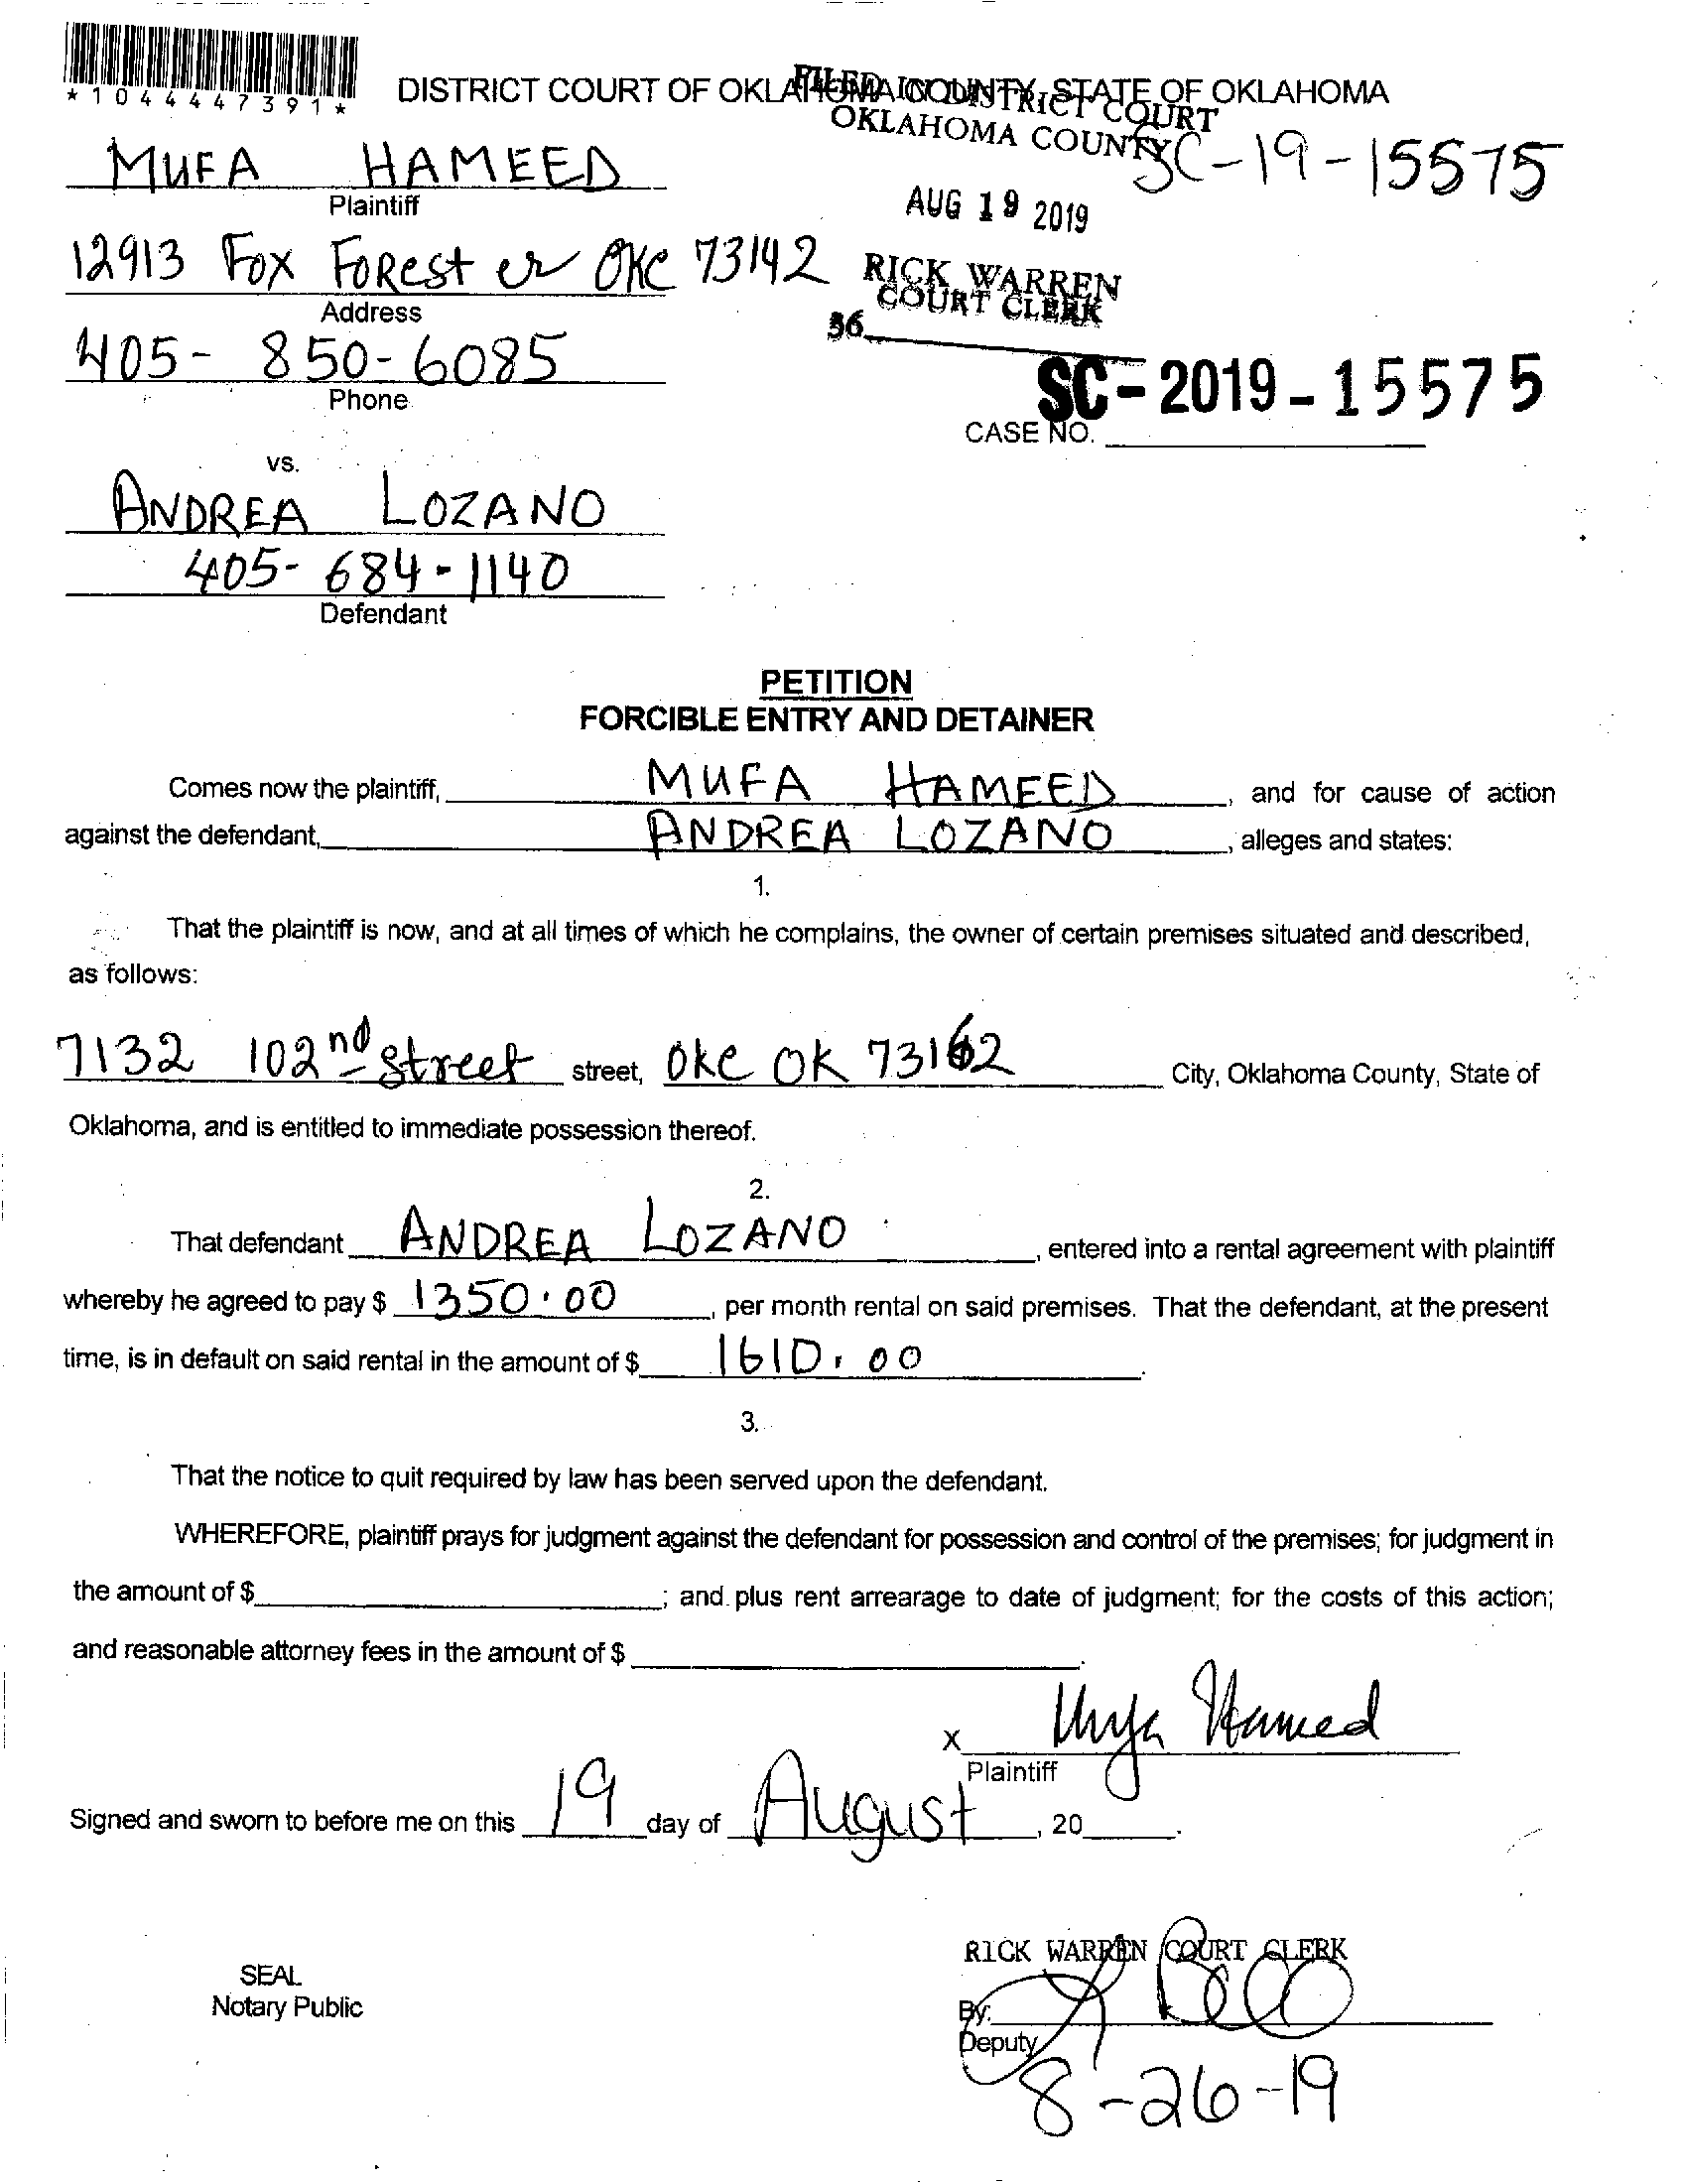 *1044447391*
DISTRICT COURT OF OKLAHOMA COUNTY, STATE OF OKLAHOMA
FILED IN DISTRICT COURT
OKLAHOMA COUNTY
SC-19-15575
MUFA HAMEED
Plaintiff
AUG 19 2019
12913 Fox Forest cr OKC 73142
Address
RICK WARREN
COURT CLERK
36
405- 850-6085
Phone
SC-2019-15575
CASE NO.
vs.
ANDREA LOZANO
405- 684-1140
Defendant
PETITION
FORCIBLE ENTRY AND DETAINER
Comes now the plaintiff, MUFA HAMEED, and for cause of action
against the defendant, ANDREA LOZANO, alleges and states:
1.
That the plaintiff is now, and at all times of which he complains, the owner of certain premises situated and described,
as follows:
7132 102nd street street, OKC OK 73162 City, Oklahoma County, State of
Oklahoma, and is entitled to immediate possession thereof.
2.
That defendant ANDREA LOZANO, entered into a rental agreement with plaintiff
whereby he agreed to pay $ 1350.00, per month rental on said premises. That the defendant, at the present
time, is in default on said rental in the amount of $ 1610.00.
3.
That the notice to quit required by law has been served upon the defendant.
WHEREFORE, plaintiff prays for judgment against the defendant for possession and control of the premises; for judgment in
the amount of $ ; and plus rent arrearage to date of judgment; for the costs of this action;
and reasonable attorney fees in the amount of $ .
x Mufa Hameed
Plaintiff
Signed and sworn to before me on this 19 day of August, 20 .
RICK WARREN COURT CLERK
SEAL
Notary Public
By:
Deputy
8-26-19